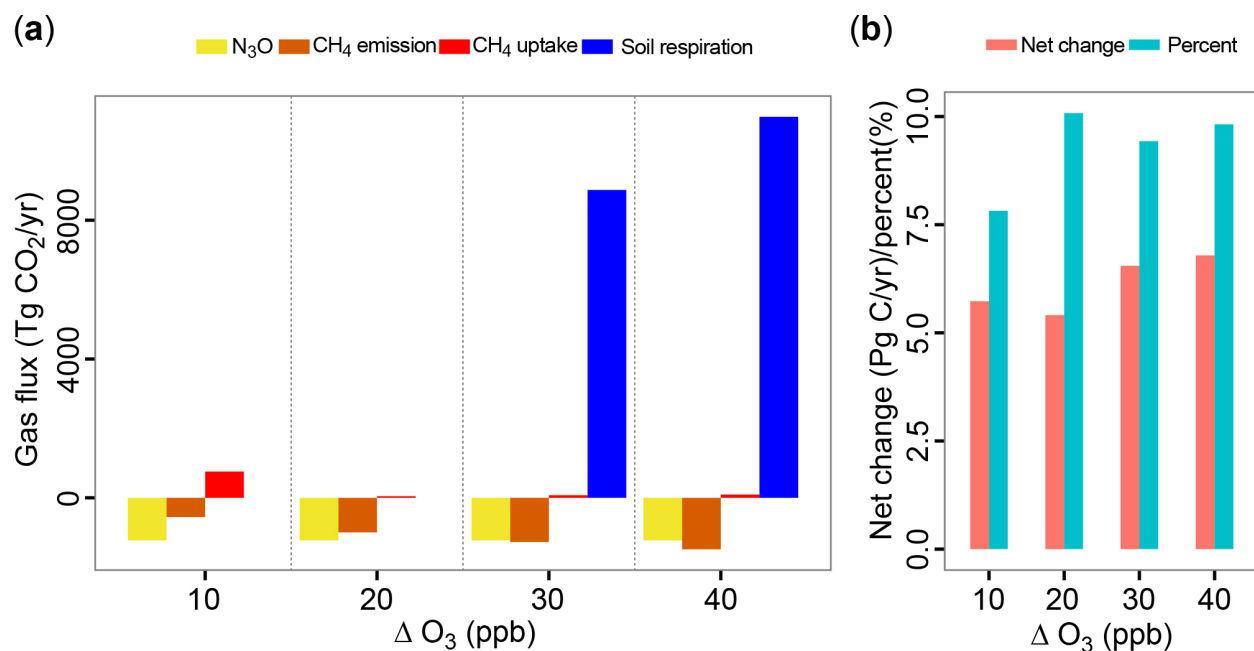 (a)
N₃O CH₄ emission CH₄ uptake Soil respiration
Gas flux (Tg CO₂/yr)
8000
4000
0
10 20 30 40
Δ O₃ (ppb)
(b)
Net change Percent
Net change (Pg C/yr)/percent(%)
10.0
7.5
5.0
2.5
0.0
10 20 30 40
Δ O₃ (ppb)